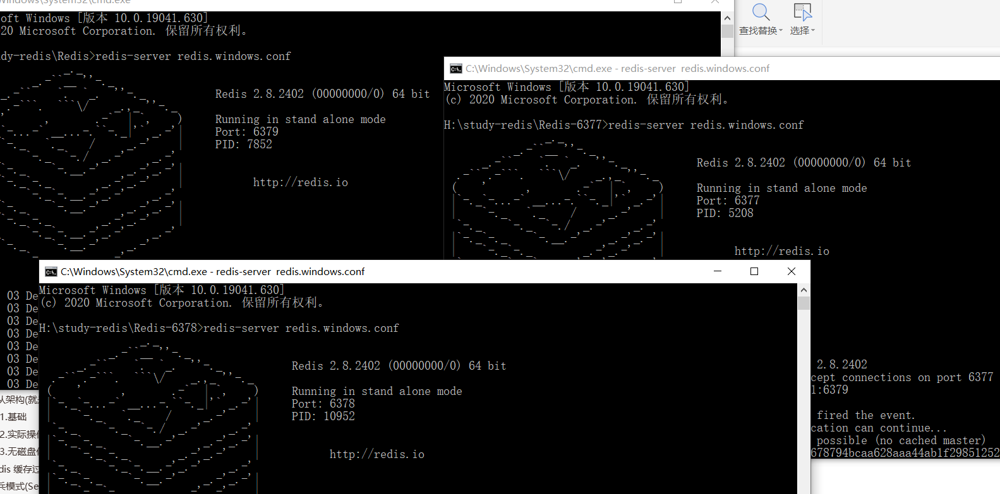 \Windows\System32\cmd.exe
soft Windows [版本 10.0.19041.630]
20 Microsoft Corporation. 保留所有权利。
dy-redis\Redis>redis-server redis.windows.conf
Redis 2.8.2402 (00000000/0) 64 bit
Running in stand alone mode
Port: 6379
PID: 7852
http://redis.io
03 De
03 De
03 De
03 De
03 De
03 De
03 De
03 De
查找替换
选择
C:\Windows\System32\cmd.exe - redis-server  redis.windows.conf
Microsoft Windows [版本 10.0.19041.630]
(c) 2020 Microsoft Corporation. 保留所有权利。
H:\study-redis\Redis-6377>redis-server redis.windows.conf
Redis 2.8.2402 (00000000/0) 64 bit
Running in stand alone mode
Port: 6377
PID: 5208
http://redis.io
2.8.2402
cept connections on port 6377
1:6379
fired the event.
cation can continue...
possible (no cached master)
678794bcaa628aaa44ab1f29851252
C:\Windows\System32\cmd.exe - redis-server  redis.windows.conf
Microsoft Windows [版本 10.0.19041.630]
(c) 2020 Microsoft Corporation. 保留所有权利。
H:\study-redis\Redis-6378>redis-server redis.windows.conf
Redis 2.8.2402 (00000000/0) 64 bit
Running in stand alone mode
Port: 6378
PID: 10952
http://redis.io
从架构(就
1.基础
2.实际操
3.无磁盘
dis 缓存过
兵模式(Se